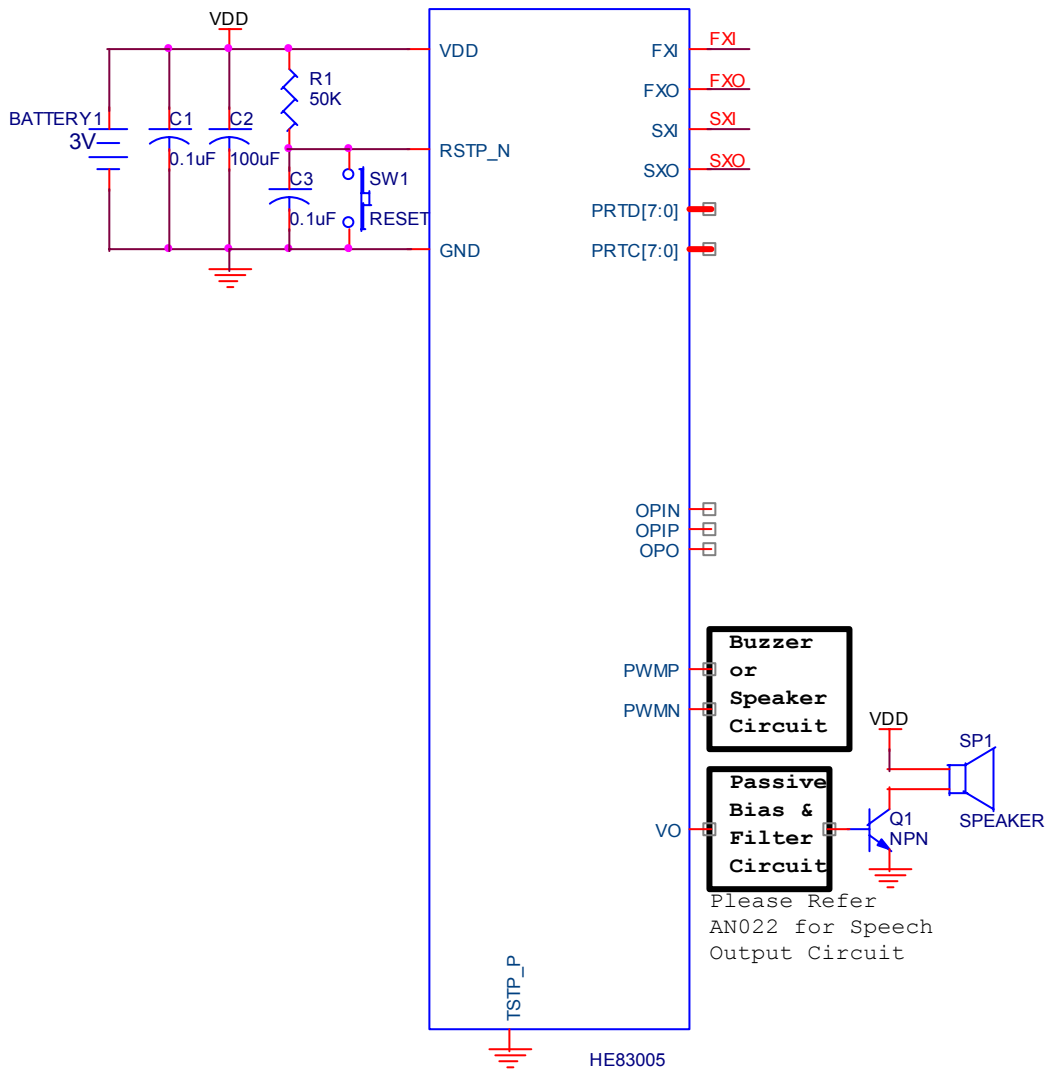 VDD
VDD
FXI
FXI
R1
50K
FXO
FXO
BATTERY1
3V
C1
0.1uF
C2
100uF
SXI
SXI
RSTP_N
SXO
SXO
C3
0.1uF
SW1
RESET
PRTD[7:0]
GND
PRTC[7:0]
OPIN
OPIP
OPO
PWMP
PWMN
Buzzer
or
Speaker
Circuit
VDD
SP1
SPEAKER
VO
Passive
Bias &
Filter
Circuit
Q1
NPN
Please Refer
AN022 for Speech
Output Circuit
TSTP_P
HE83005